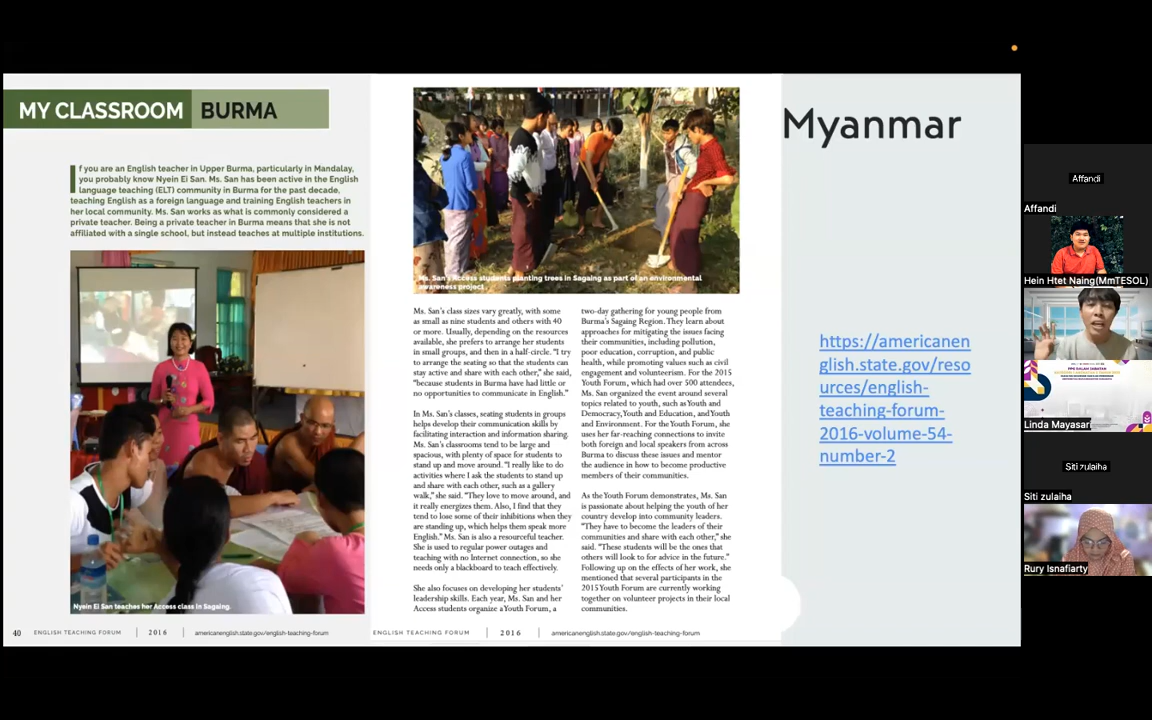 MY CLASSROOM BURMA
If you are an English teacher in Upper Burma, particularly in Mandalay,
you probably know Nyein Ei San. Ms. San has been active in the English
language teaching (ELT) community in Burma for the past decade,
teaching English as a foreign language and training English teachers in
her local community. Ms. San works as what is commonly considered a
private teacher. Being a private teacher in Burma means that she is not
affiliated with a single school, but instead teaches at multiple institutions.
Nyein Ei San teaches her Access class in Sagaing.
40 ENGLISH TEACHING FORUM | 2016 | americanenglish.state.gov/english-teaching-forum
Ms. San's Access students planting trees in Sagaing as part of an environmental
awareness project.
Ms. San's class sizes vary greatly, with some
as small as nine students and others with 40
or more. Usually, depending on the resources
available, she prefers to arrange her students
in small groups, and then in a half-circle. "I try
to arrange the seating so that the students can
stay active and share with each other," she said,
"because students in Burma have had little or
no opportunities to communicate in English."
In Ms. San's classes, seating students in groups
helps develop their communication skills by
facilitating interaction and information sharing.
Ms. San's classrooms tend to be large and
spacious, with plenty of space for students to
stand up and move around. "I really like to do
activities where I ask the students to stand up
and share with each other, such as a gallery
walk," she said. "They love to move around, and
it really energizes them. Also, I find that they
tend to lose some of their inhibitions when they
are standing up, which helps them speak more
English." Ms. San is also a resourceful teacher.
She is used to regular power outages and
teaching with no Internet connection, so she
needs only a blackboard to teach effectively.
She also focuses on developing her students'
leadership skills. Each year, Ms. San and her
Access students organize a Youth Forum, a
two-day gathering for young people from
Burma's Sagaing Region. They learn about
approaches for mitigating the issues facing
their communities, including pollution,
poor education, corruption, and public
health, while promoting values such as civil
engagement and volunteerism. For the 2015
Youth Forum, which had over 500 attendees,
Ms. San organized the event around several
topics related to youth, such as Youth and
Democracy, Youth and Education, and Youth
and Environment. For the Youth Forum, she
uses her far-reaching connections to invite
both foreign and local speakers from across
Burma to discuss these issues and mentor
the audience in how to become productive
members of their communities.
As the Youth Forum demonstrates, Ms. San
is passionate about helping the youth of her
country develop into community leaders.
"They have to become the leaders of their
communities and share with each other," she
said. "These students will be the ones that
others will look to for advice in the future."
Following up on the effects of her work, she
mentioned that several participants in the
2015 Youth Forum are currently working
together on volunteer projects in their local
communities.
ENGLISH TEACHING FORUM | 2016 | americanenglish.state.gov/english-teaching-forum
Myanmar
https://americanen
glish.state.gov/reso
urces/english-
teaching-forum-
2016-volume-54-
number-2
Affandi
Affandi
Hein Htet Naing(MmTESOL)
PPG DALAM JABATAN
Linda Mayasari
Siti zulaiha
Siti zulaiha
Rury Isnafiarty